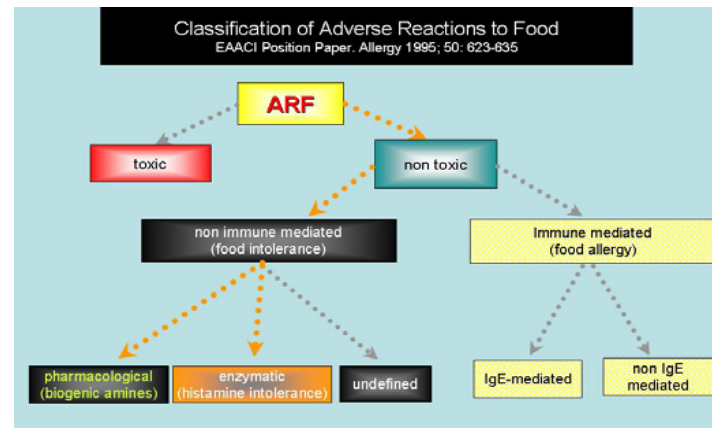 Classification of Adverse Reactions to Food
EAACI Position Paper. Allergy 1995; 50: 623-635
ARF
toxic
non toxic
non immune mediated
(food intolerance)
Immune mediated
(food allergy)
pharmacological
(biogenic amines)
enzymatic
(histamine intolerance)
undefined
IgE-mediated
non IgE
mediated